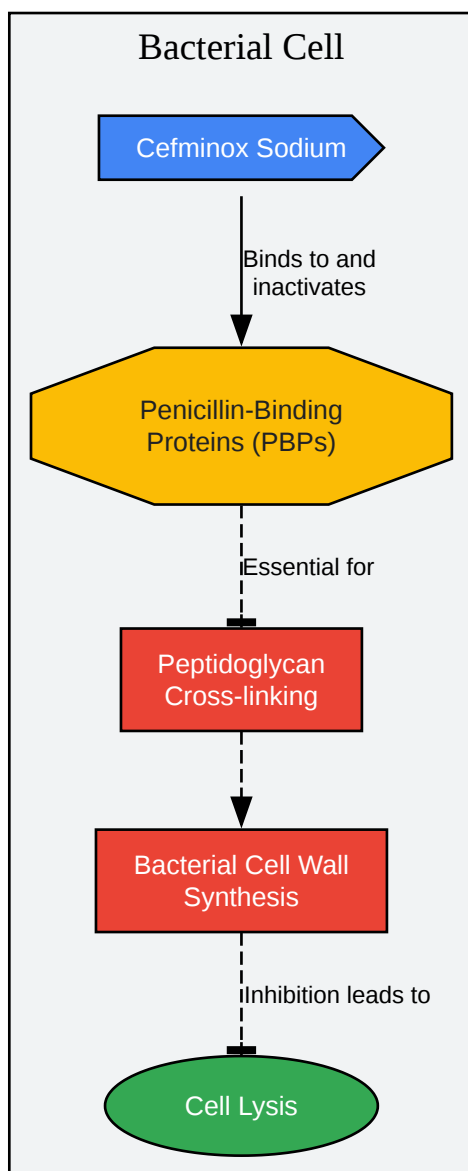 Bacterial Cell
Cefminox Sodium
Binds to and
inactivates
Penicillin-Binding
Proteins (PBPs)
Essential for
Peptidoglycan
Cross-linking
Bacterial Cell Wall
Synthesis
Inhibition leads to
Cell Lysis